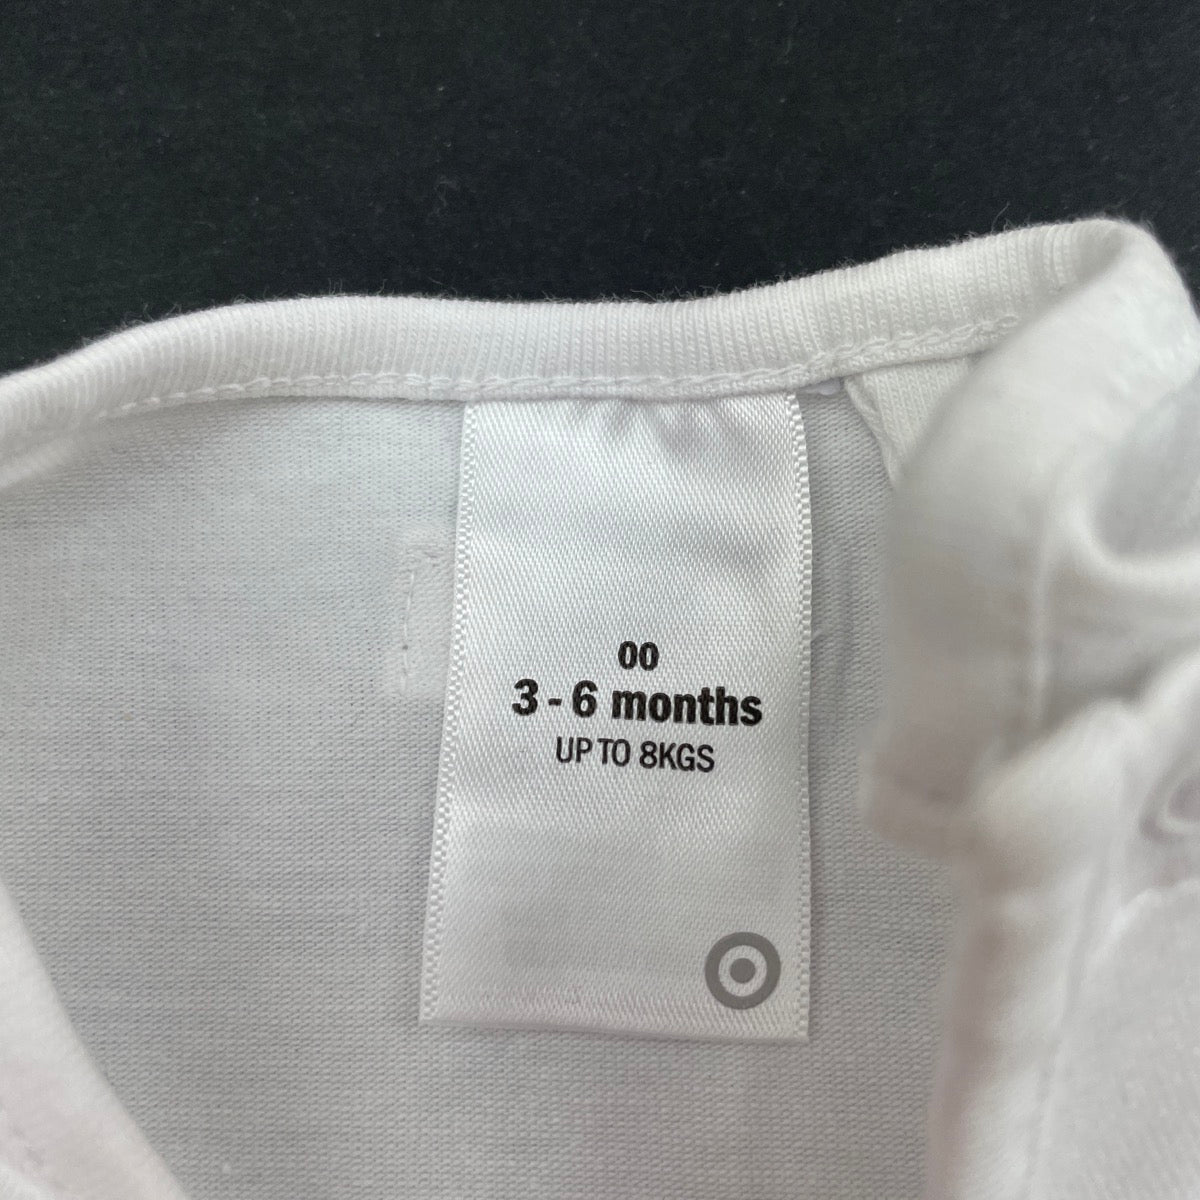 00
3 - 6 months
UP TO 8KGS